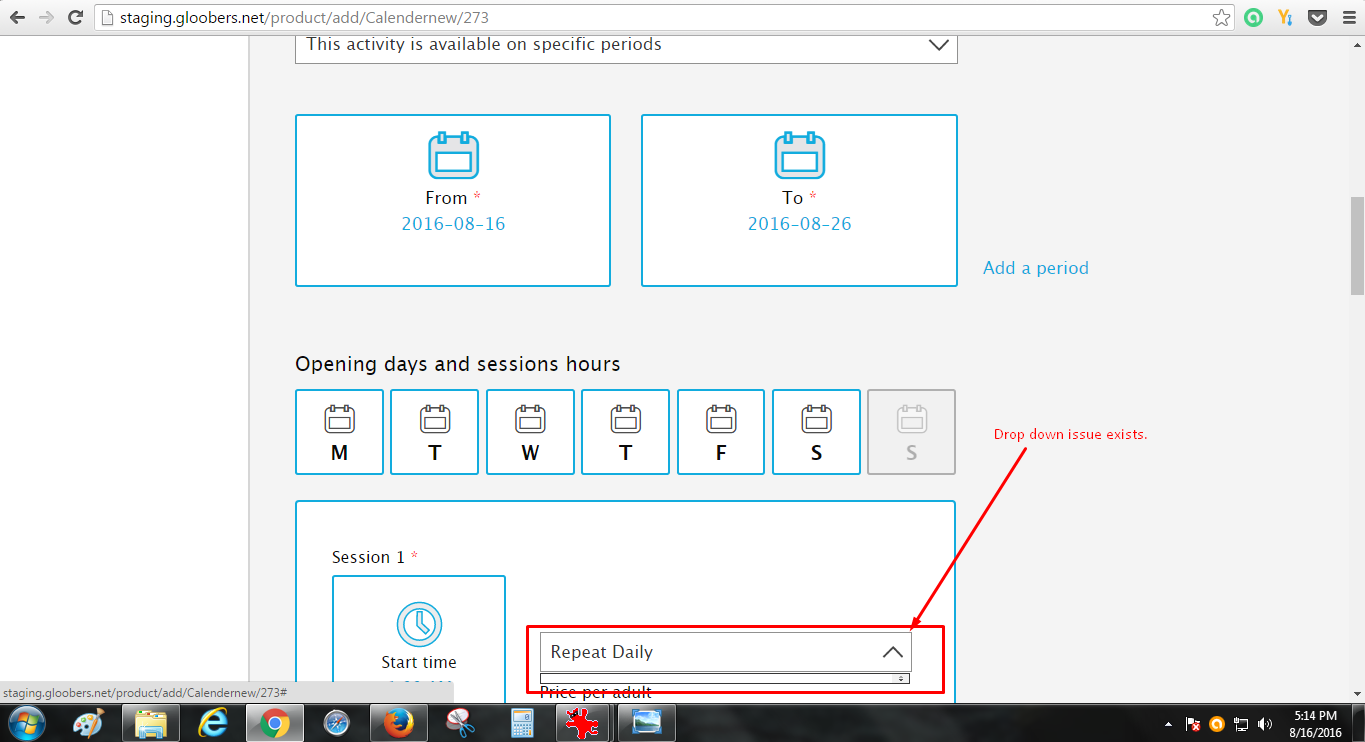 staging.gloobers.net/product/add/Calendernew/273
This activity is available on specific periods
From *
2016-08-16
To *
2016-08-26
Add a period
Opening days and sessions hours
M T W T F S S
Drop down issue exists.
Session 1 *
Start time
Repeat Daily
Price per adult
staging.gloobers.net/product/add/Calendernew/273#
5:14 PM
8/16/2016